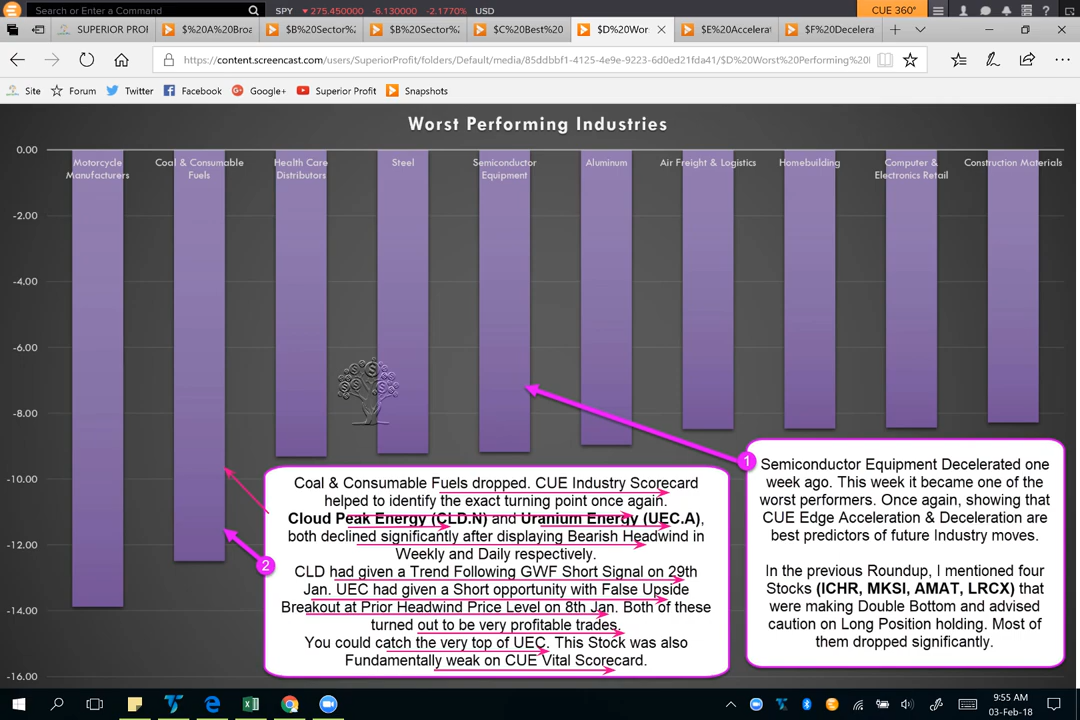 Search or Enter a Command
SPY 275.450000 -6.130000 -2.1770% USD
CUE 360°
SUPERIOR PROF
$%20A%20Broa
$%20B%20Sector%
$%20B%20Sector%
$%20C%20Best%20
$%20D%20Wors
$%20E%20Accelerat
$%20F%20Decelera
https://content.screencast.com/users/SuperiorProfit/folders/Default/media/85ddbbf1-4125-4e9e-9223-6d0ed21fda41/$D%20Worst%20Performing%20I
Site
Forum
Twitter
Facebook
Google+
Superior Profit
Snapshots
Worst Performing Industries
0.00
-2.00
-4.00
-6.00
-8.00
-10.00
-12.00
-14.00
-16.00
Motorcycle
Manufacturers
Coal & Consumable
Fuels
Health Care
Distributors
Steel
Semiconductor
Equipment
Aluminum
Air Freight & Logistics
Homebuilding
Computer &
Electronics Retail
Construction Materials
1
Semiconductor Equipment Decelerated one
week ago. This week it became one of the
worst performers. Once again, showing that
CUE Edge Acceleration & Deceleration are
best predictors of future Industry moves.
In the previous Roundup, I mentioned four
Stocks (ICHR, MKSI, AMAT, LRCX) that
were making Double Bottom and advised
caution on Long Position holding. Most of
them dropped significantly.
2
Coal & Consumable Fuels dropped. CUE Industry Scorecard
helped to identify the exact turning point once again.
Cloud Peak Energy (CLD.N) and Uranium Energy (UEC.A),
both declined significantly after displaying Bearish Headwind in
Weekly and Daily respectively.
CLD had given a Trend Following GWF Short Signal on 29th
Jan. UEC had given a Short opportunity with False Upside
Breakout at Prior Headwind Price Level on 8th Jan. Both of these
turned out to be very profitable trades.
You could catch the very top of UEC. This Stock was also
Fundamentally weak on CUE Vital Scorecard.
9:55 AM
03-Feb-18